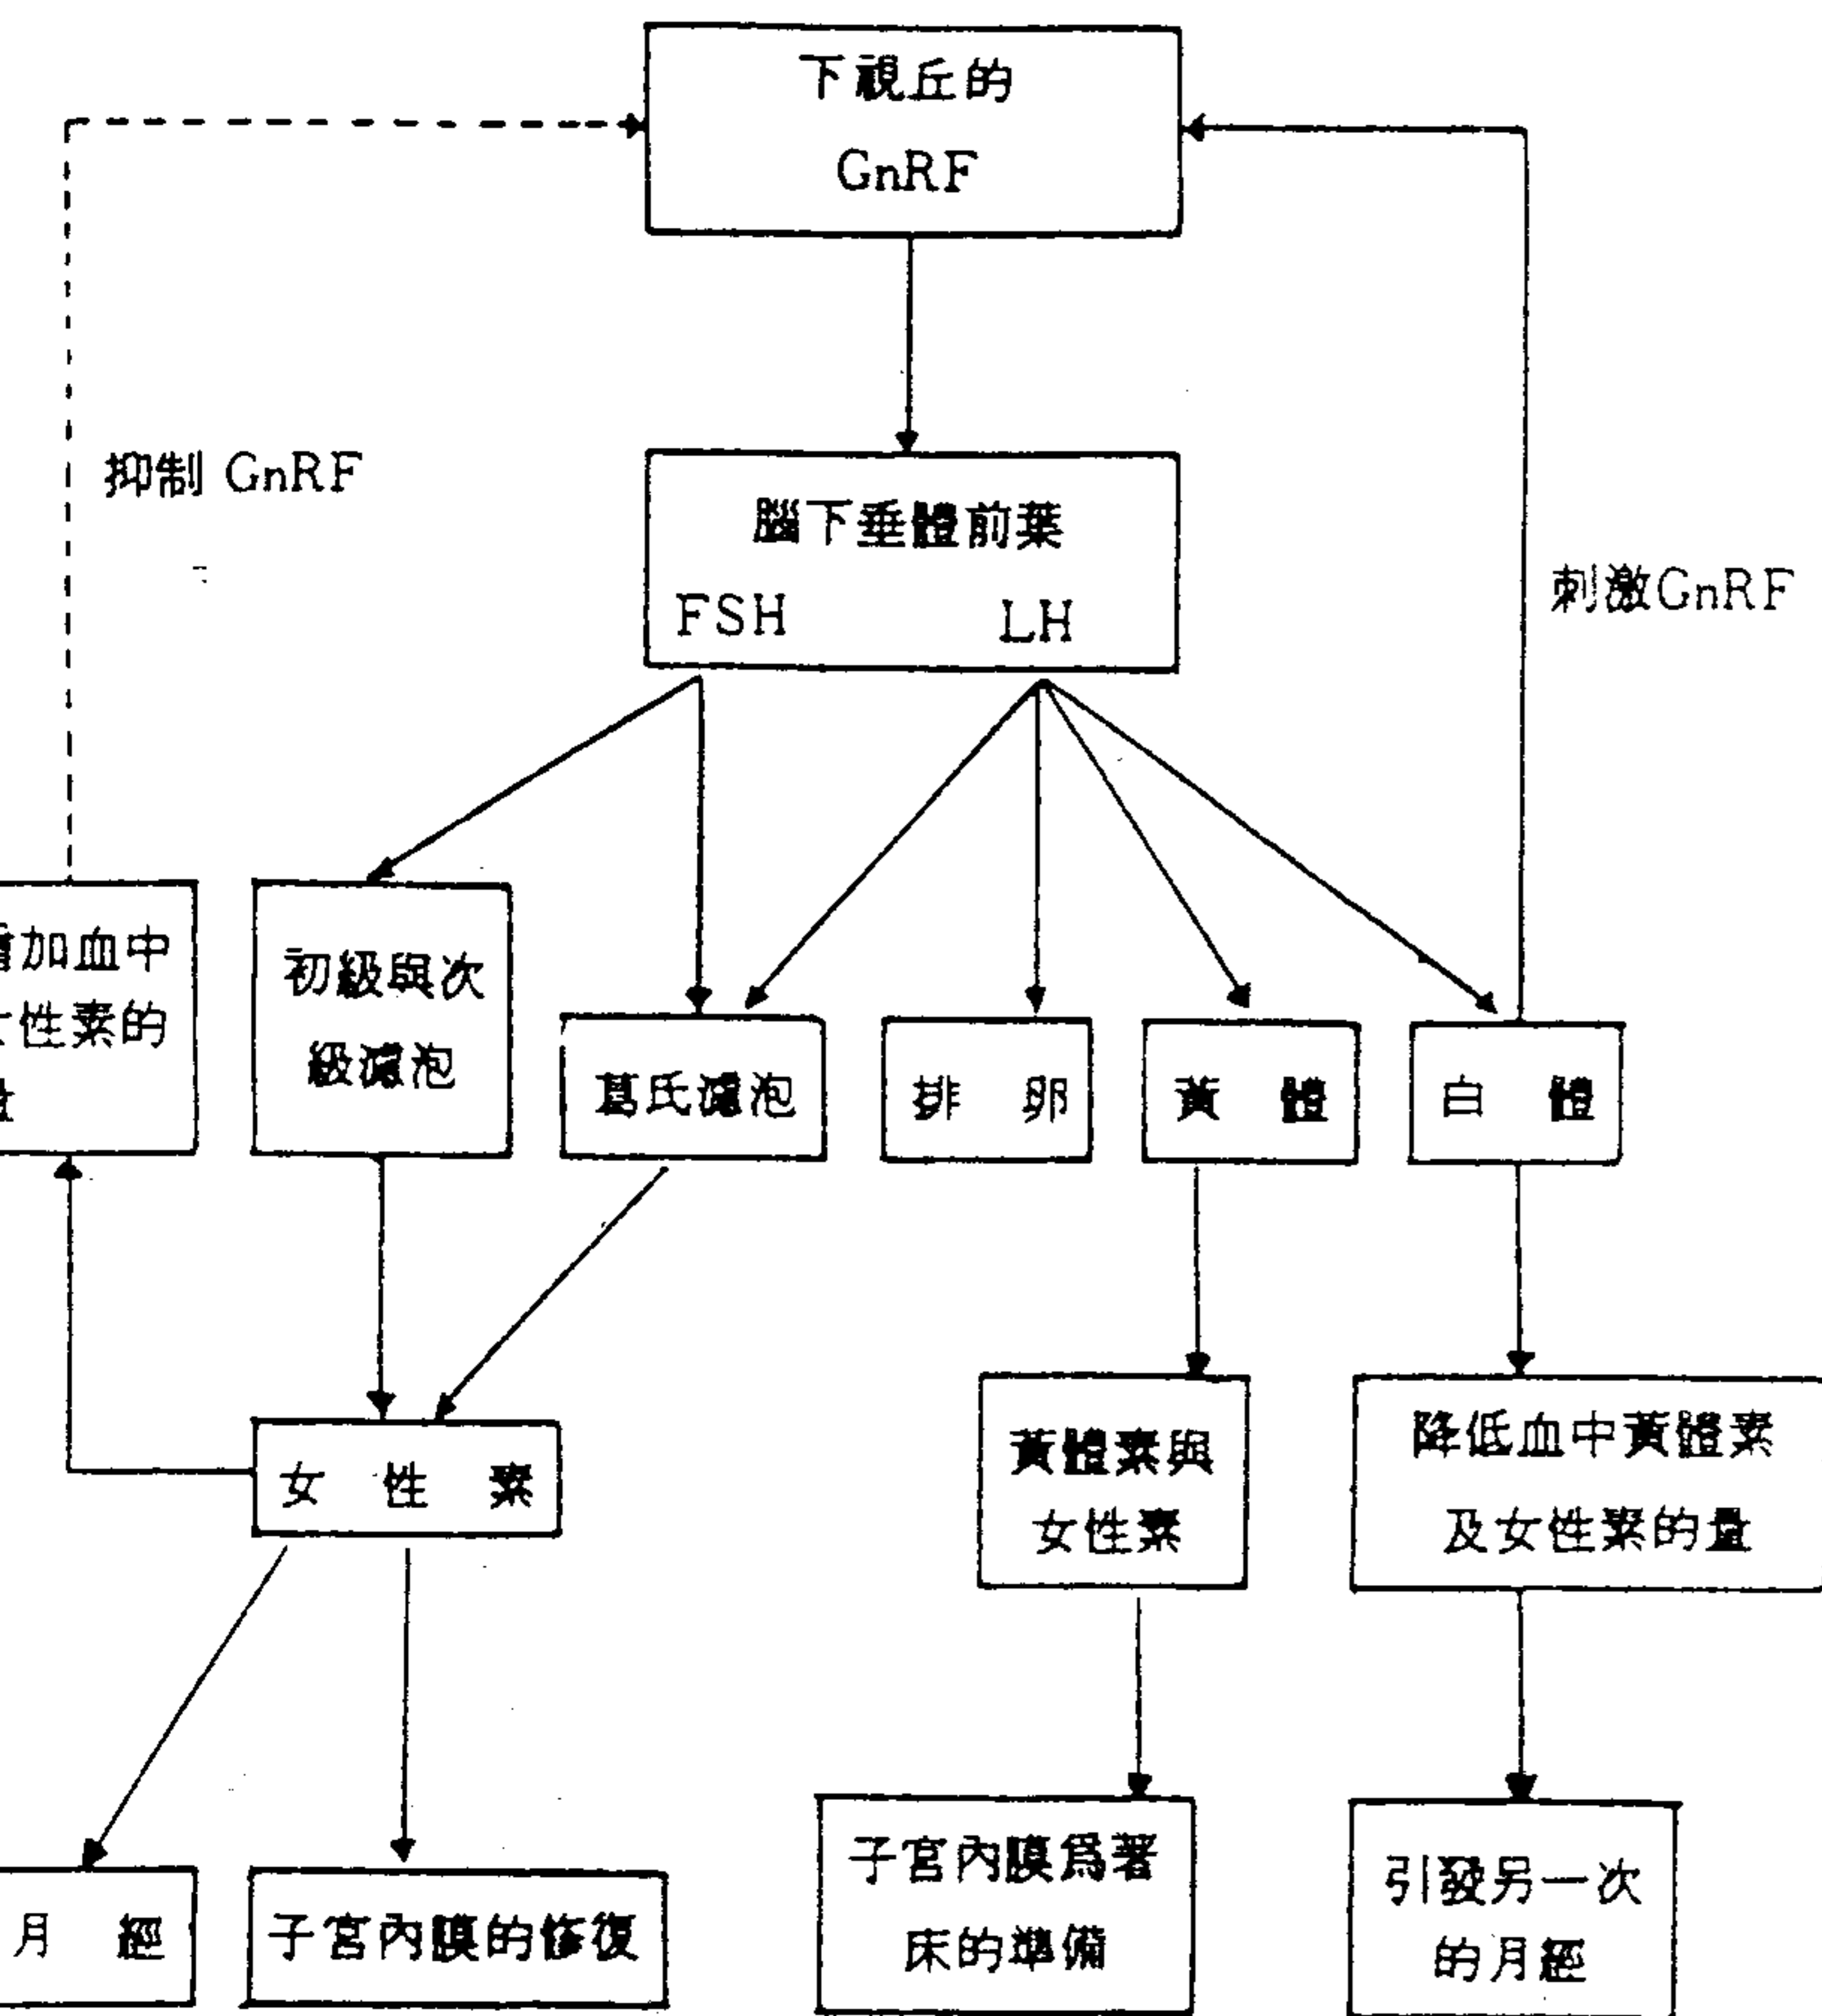 下視丘的
GnRF
抑制 GnRF
腦下垂體前葉
FSH LH
刺激GnRF
增加血中
女性素的
量
初級與次
級濾泡
葛氏濾泡
排 卵
黃 體
白 體
女 性 素
黃體素與
女性素
降低血中黃體素
及女性素的量
月 經
子宮內膜的修復
子宮內膜爲著
床的準備
引發另一次
的月經